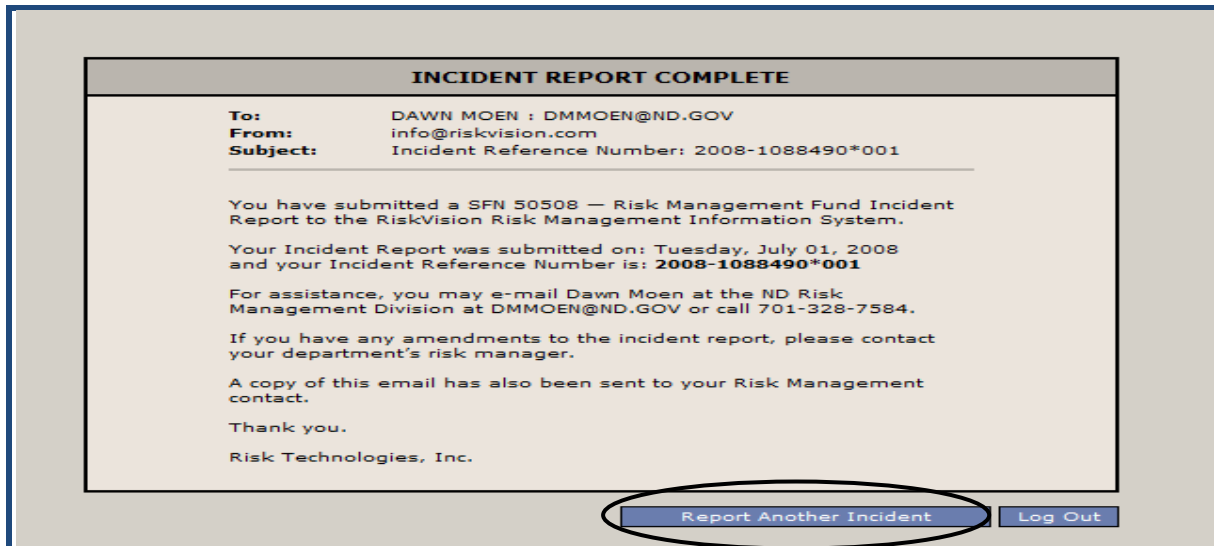 INCIDENT REPORT COMPLETE
To: DAWN MOEN : DMMOEN@ND.GOV
From: info@riskvision.com
Subject: Incident Reference Number: 2008-1088490*001
You have submitted a SFN 50508 — Risk Management Fund Incident
Report to the RiskVision Risk Management Information System.
Your Incident Report was submitted on: Tuesday, July 01, 2008
and your Incident Reference Number is: 2008-1088490*001
For assistance, you may e-mail Dawn Moen at the ND Risk
Management Division at DMMOEN@ND.GOV or call 701-328-7584.
If you have any amendments to the incident report, please contact
your department's risk manager.
A copy of this email has also been sent to your Risk Management
contact.
Thank you.
Risk Technologies, Inc.
Report Another Incident Log Out